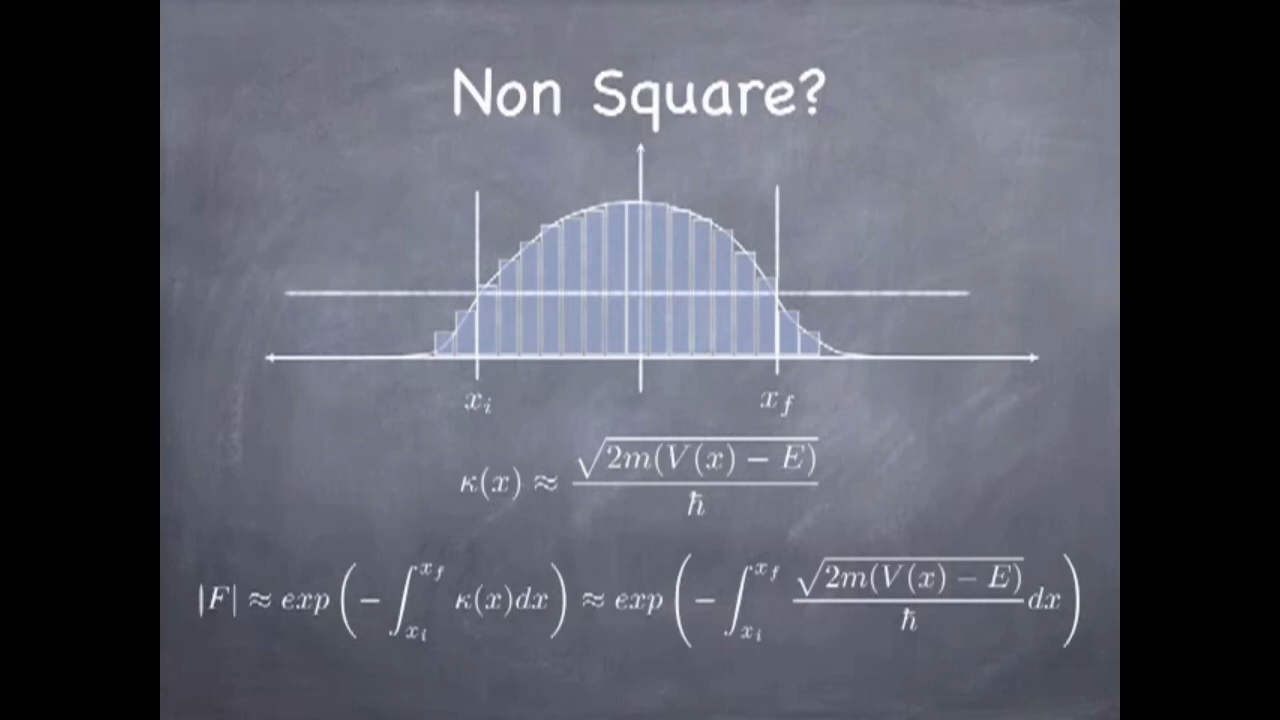 Non Square?
x_i x_f
κ(x) ≈ √(2m(V(x) − E)) / ħ
|F| ≈ exp(−∫_{x_i}^{x_f} κ(x)dx) ≈ exp(−∫_{x_i}^{x_f} √(2m(V(x) − E)) / ħ dx)